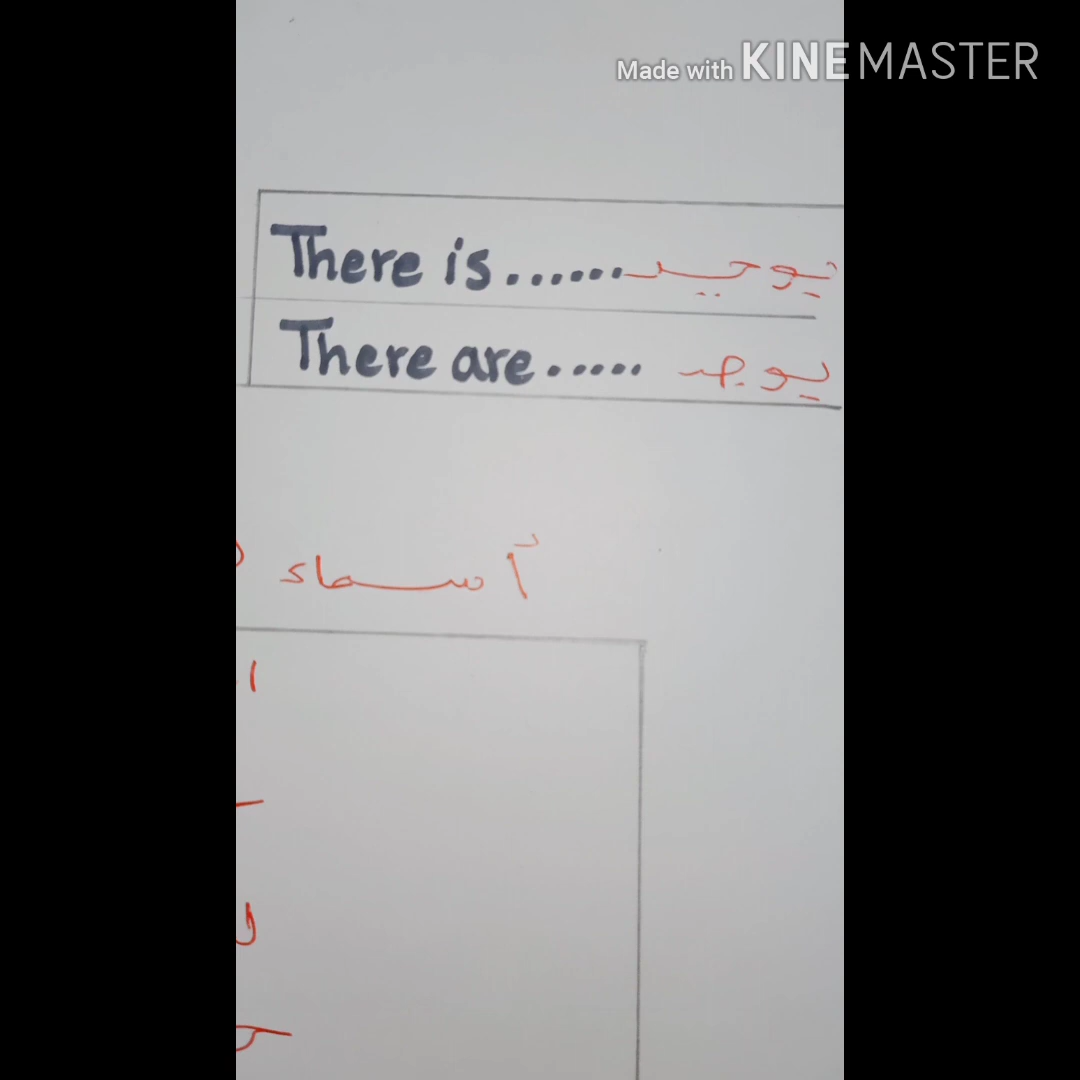 Made with KINEMASTER
There is ...... يوجد
There are ..... يوجد
أسماء